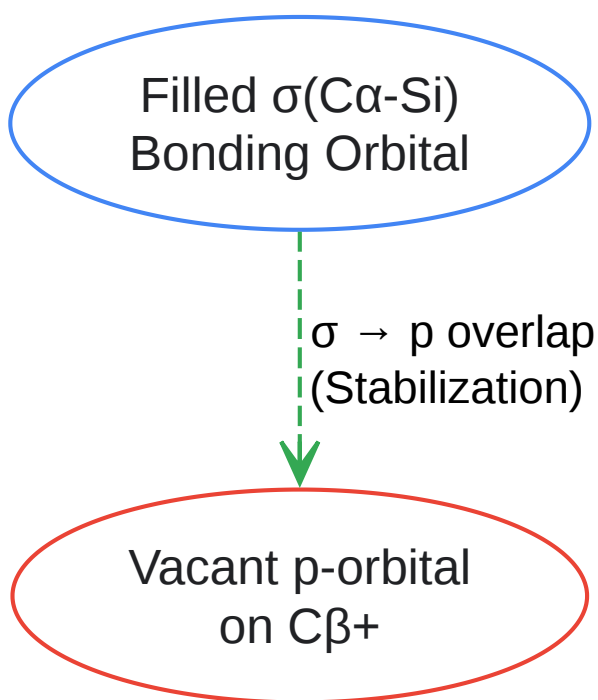 Filled σ(Cα-Si)
Bonding Orbital
σ → p overlap
(Stabilization)
Vacant p-orbital
on Cβ+